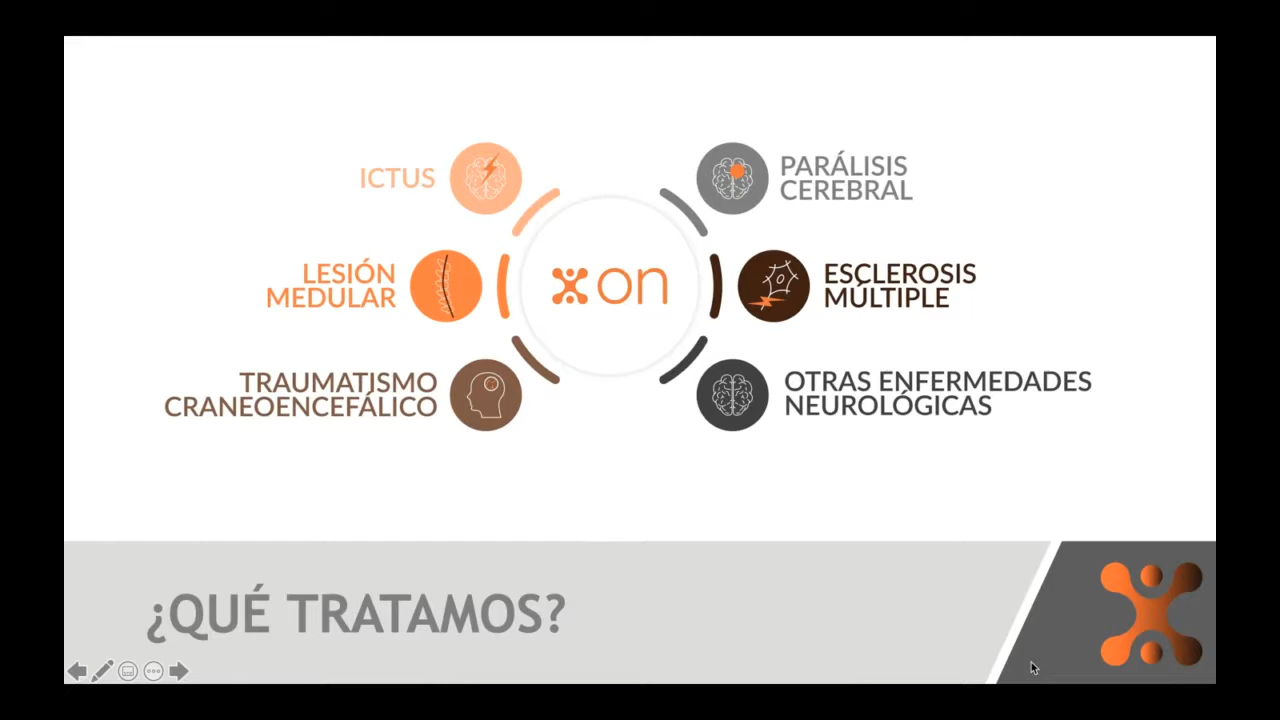 ICTUS
PARÁLISIS
CEREBRAL
LESIÓN
MEDULAR
on
ESCLEROSIS
MÚLTIPLE
TRAUMATISMO
CRANEOENCEFÁLICO
OTRAS ENFERMEDADES
NEUROLÓGICAS
¿QUÉ TRATAMOS?